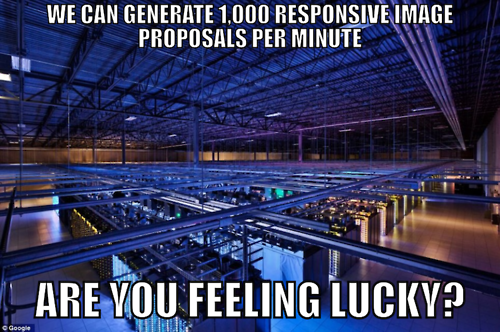 WE CAN GENERATE 1,000 RESPONSIVE IMAGE
PROPOSALS PER MINUTE
ARE YOU FEELING LUCKY?
© Google